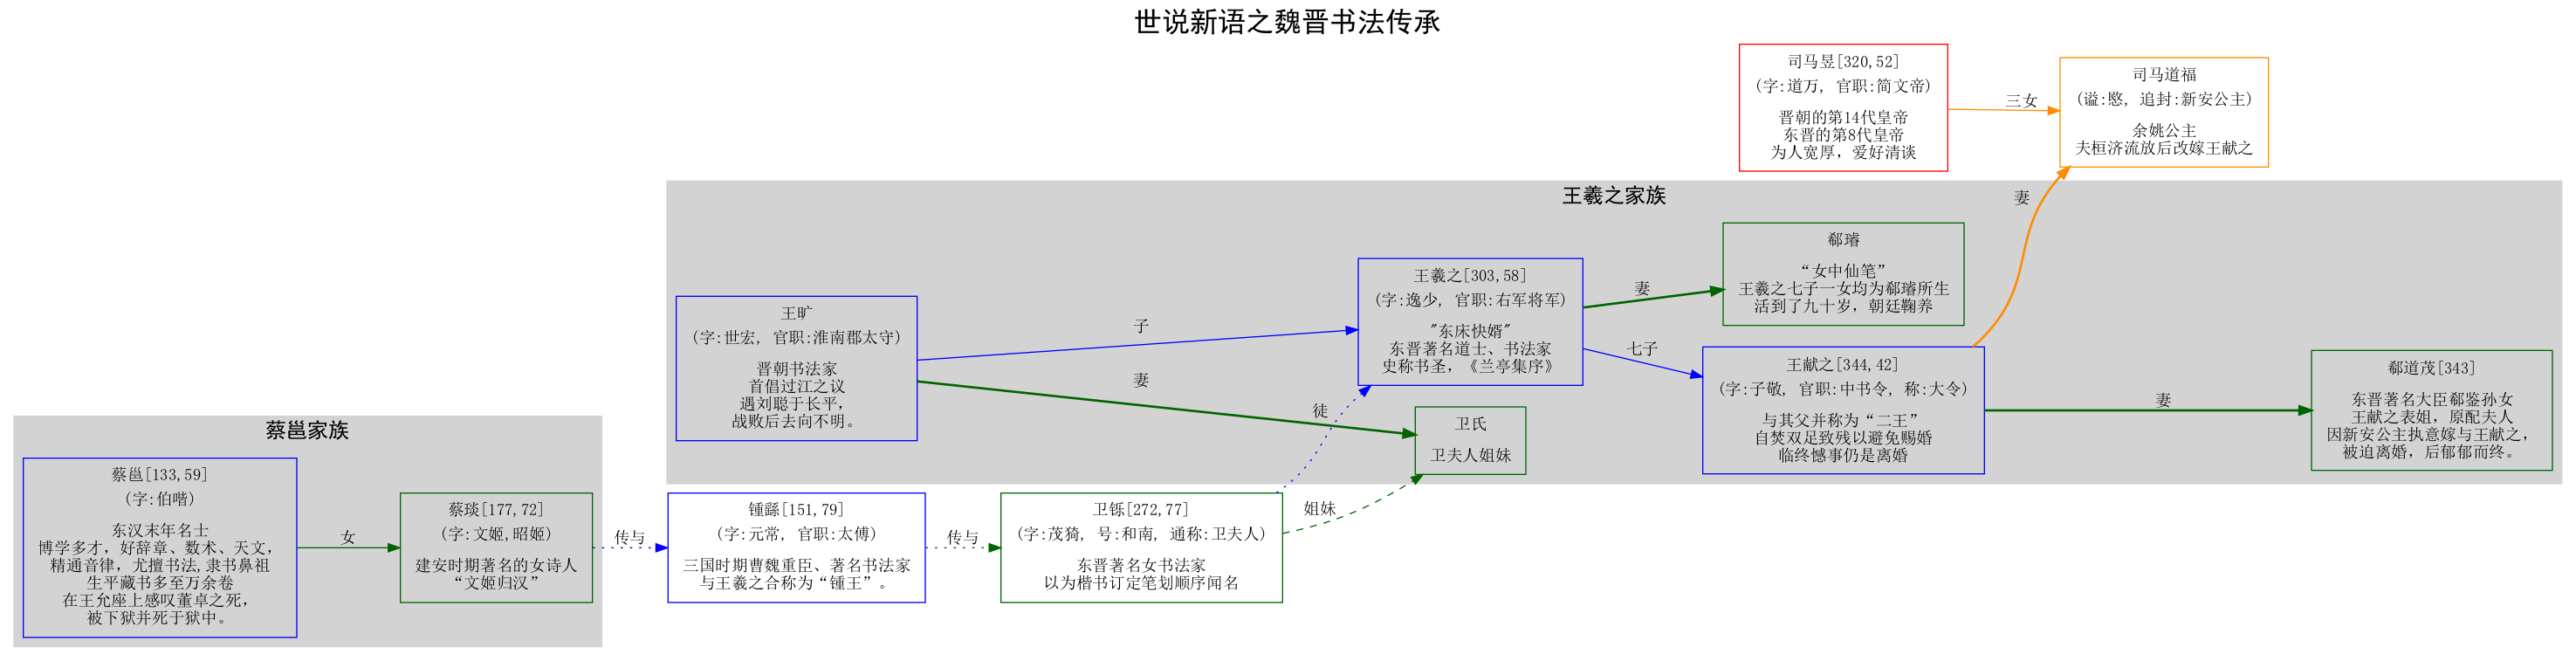 世说新语之魏晋书法传承
司马昱[320,52]
(字:道万, 官职:简文帝)
晋朝的第14代皇帝
东晋的第8代皇帝
为人宽厚，爱好清谈
三女
司马道福
(谥:愍, 追封:新安公主)
余姚公主
夫桓济流放后改嫁王献之
王羲之家族
妻
郗璿
“女中仙笔”
王羲之七子一女均为郗璿所生
活到了九十岁，朝廷鞠养
王羲之[303,58]
(字:逸少, 官职:右军将军)
"东床快婿"
东晋著名道士、书法家
史称书圣，《兰亭集序》
妻
七子
王旷
(字:世宏, 官职:淮南郡太守)
晋朝书法家
首倡过江之议
遇刘聪于长平，
战败后去向不明。
子
妻
徒
王献之[344,42]
(字:子敬, 官职:中书令, 称:大令)
与其父并称为“二王”
自焚双足致残以避免赐婚
临终憾事仍是离婚
妻
郗道茂[343]
东晋著名大臣郗鉴孙女
王献之表姐，原配夫人
因新安公主执意嫁与王献之，
被迫离婚，后郁郁而终。
卫氏
卫夫人姐妹
蔡邕家族
蔡邕[133,59]
(字:伯喈)
东汉末年名士
博学多才，好辞章、数术、天文，
精通音律，尤擅书法,隶书鼻祖
生平藏书多至万余卷
在王允座上感叹董卓之死，
被下狱并死于狱中。
女
蔡琰[177,72]
(字:文姬,昭姬)
建安时期著名的女诗人
“文姬归汉”
传与
锺繇[151,79]
(字:元常, 官职:太傅)
三国时期曹魏重臣、著名书法家
与王羲之合称为“锺王”。
传与
卫铄[272,77]
(字:茂猗, 号:和南, 通称:卫夫人)
东晋著名女书法家
以为楷书订定笔划顺序闻名
姐妹